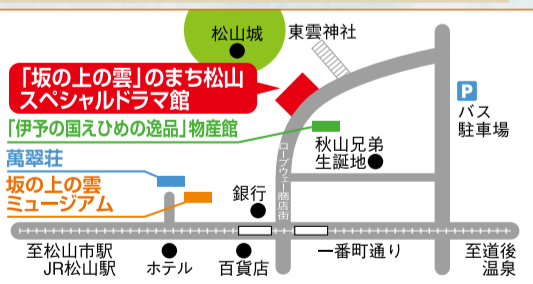 松山城
東雲神社
「坂の上の雲」のまち松山
スペシャルドラマ館
P
バス
駐車場
「伊予の国えひめの逸品」物産館
秋山兄弟
生誕地
萬翠荘
ロープウェー商店街
坂の上の雲
ミュージアム
銀行
至松山市駅
JR松山駅
ホテル
百貨店
一番町通り
至道後
温泉